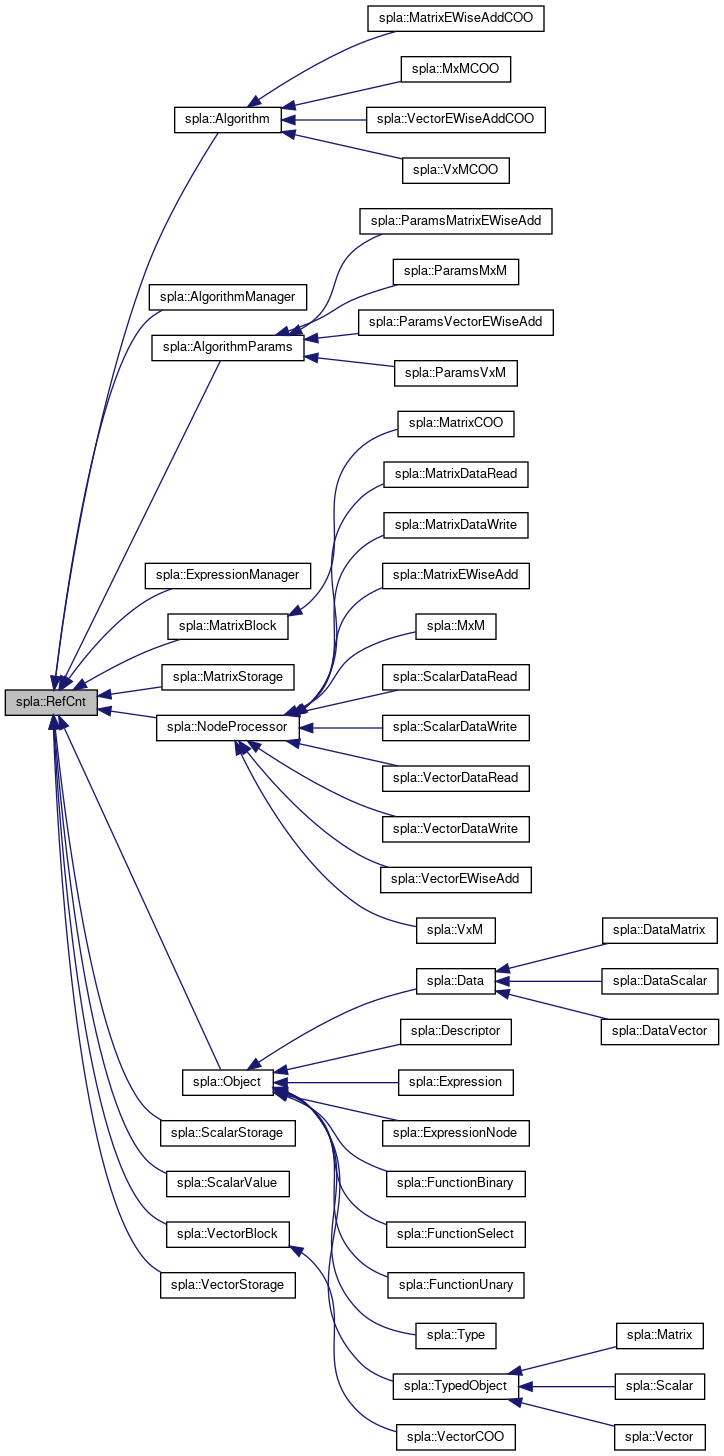 spla::MatrixEWiseAddCOO
spla::MxMCOO
spla::Algorithm
spla::VectorEWiseAddCOO
spla::VxMCOO
spla::ParamsMatrixEWiseAdd
spla::ParamsMxM
spla::AlgorithmManager
spla::ParamsVectorEWiseAdd
spla::AlgorithmParams
spla::ParamsVxM
spla::MatrixCOO
spla::MatrixDataRead
spla::MatrixDataWrite
spla::ExpressionManager
spla::MatrixEWiseAdd
spla::MatrixBlock
spla::MxM
spla::MatrixStorage
spla::ScalarDataRead
spla::RefCnt
spla::NodeProcessor
spla::ScalarDataWrite
spla::VectorDataRead
spla::VectorDataWrite
spla::VectorEWiseAdd
spla::VxM
spla::DataMatrix
spla::Data
spla::DataScalar
spla::DataVector
spla::Descriptor
spla::Object
spla::Expression
spla::ScalarStorage
spla::ExpressionNode
spla::ScalarValue
spla::FunctionBinary
spla::VectorBlock
spla::FunctionSelect
spla::VectorStorage
spla::FunctionUnary
spla::Type
spla::Matrix
spla::TypedObject
spla::Scalar
spla::VectorCOO
spla::Vector